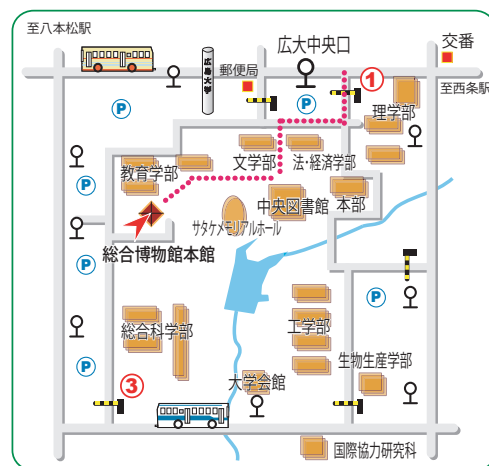 至八本松駅
広大中央口
交番
広島大学
郵便局
①
至西条駅
P
P
理学部
文学部
法・経済学部
教育学部
P
中央図書館
本部
サタケメモリアルホール
総合博物館本館
P
P
総合科学部
工学部
P
生物生産学部
③
大学会館
国際協力研究科